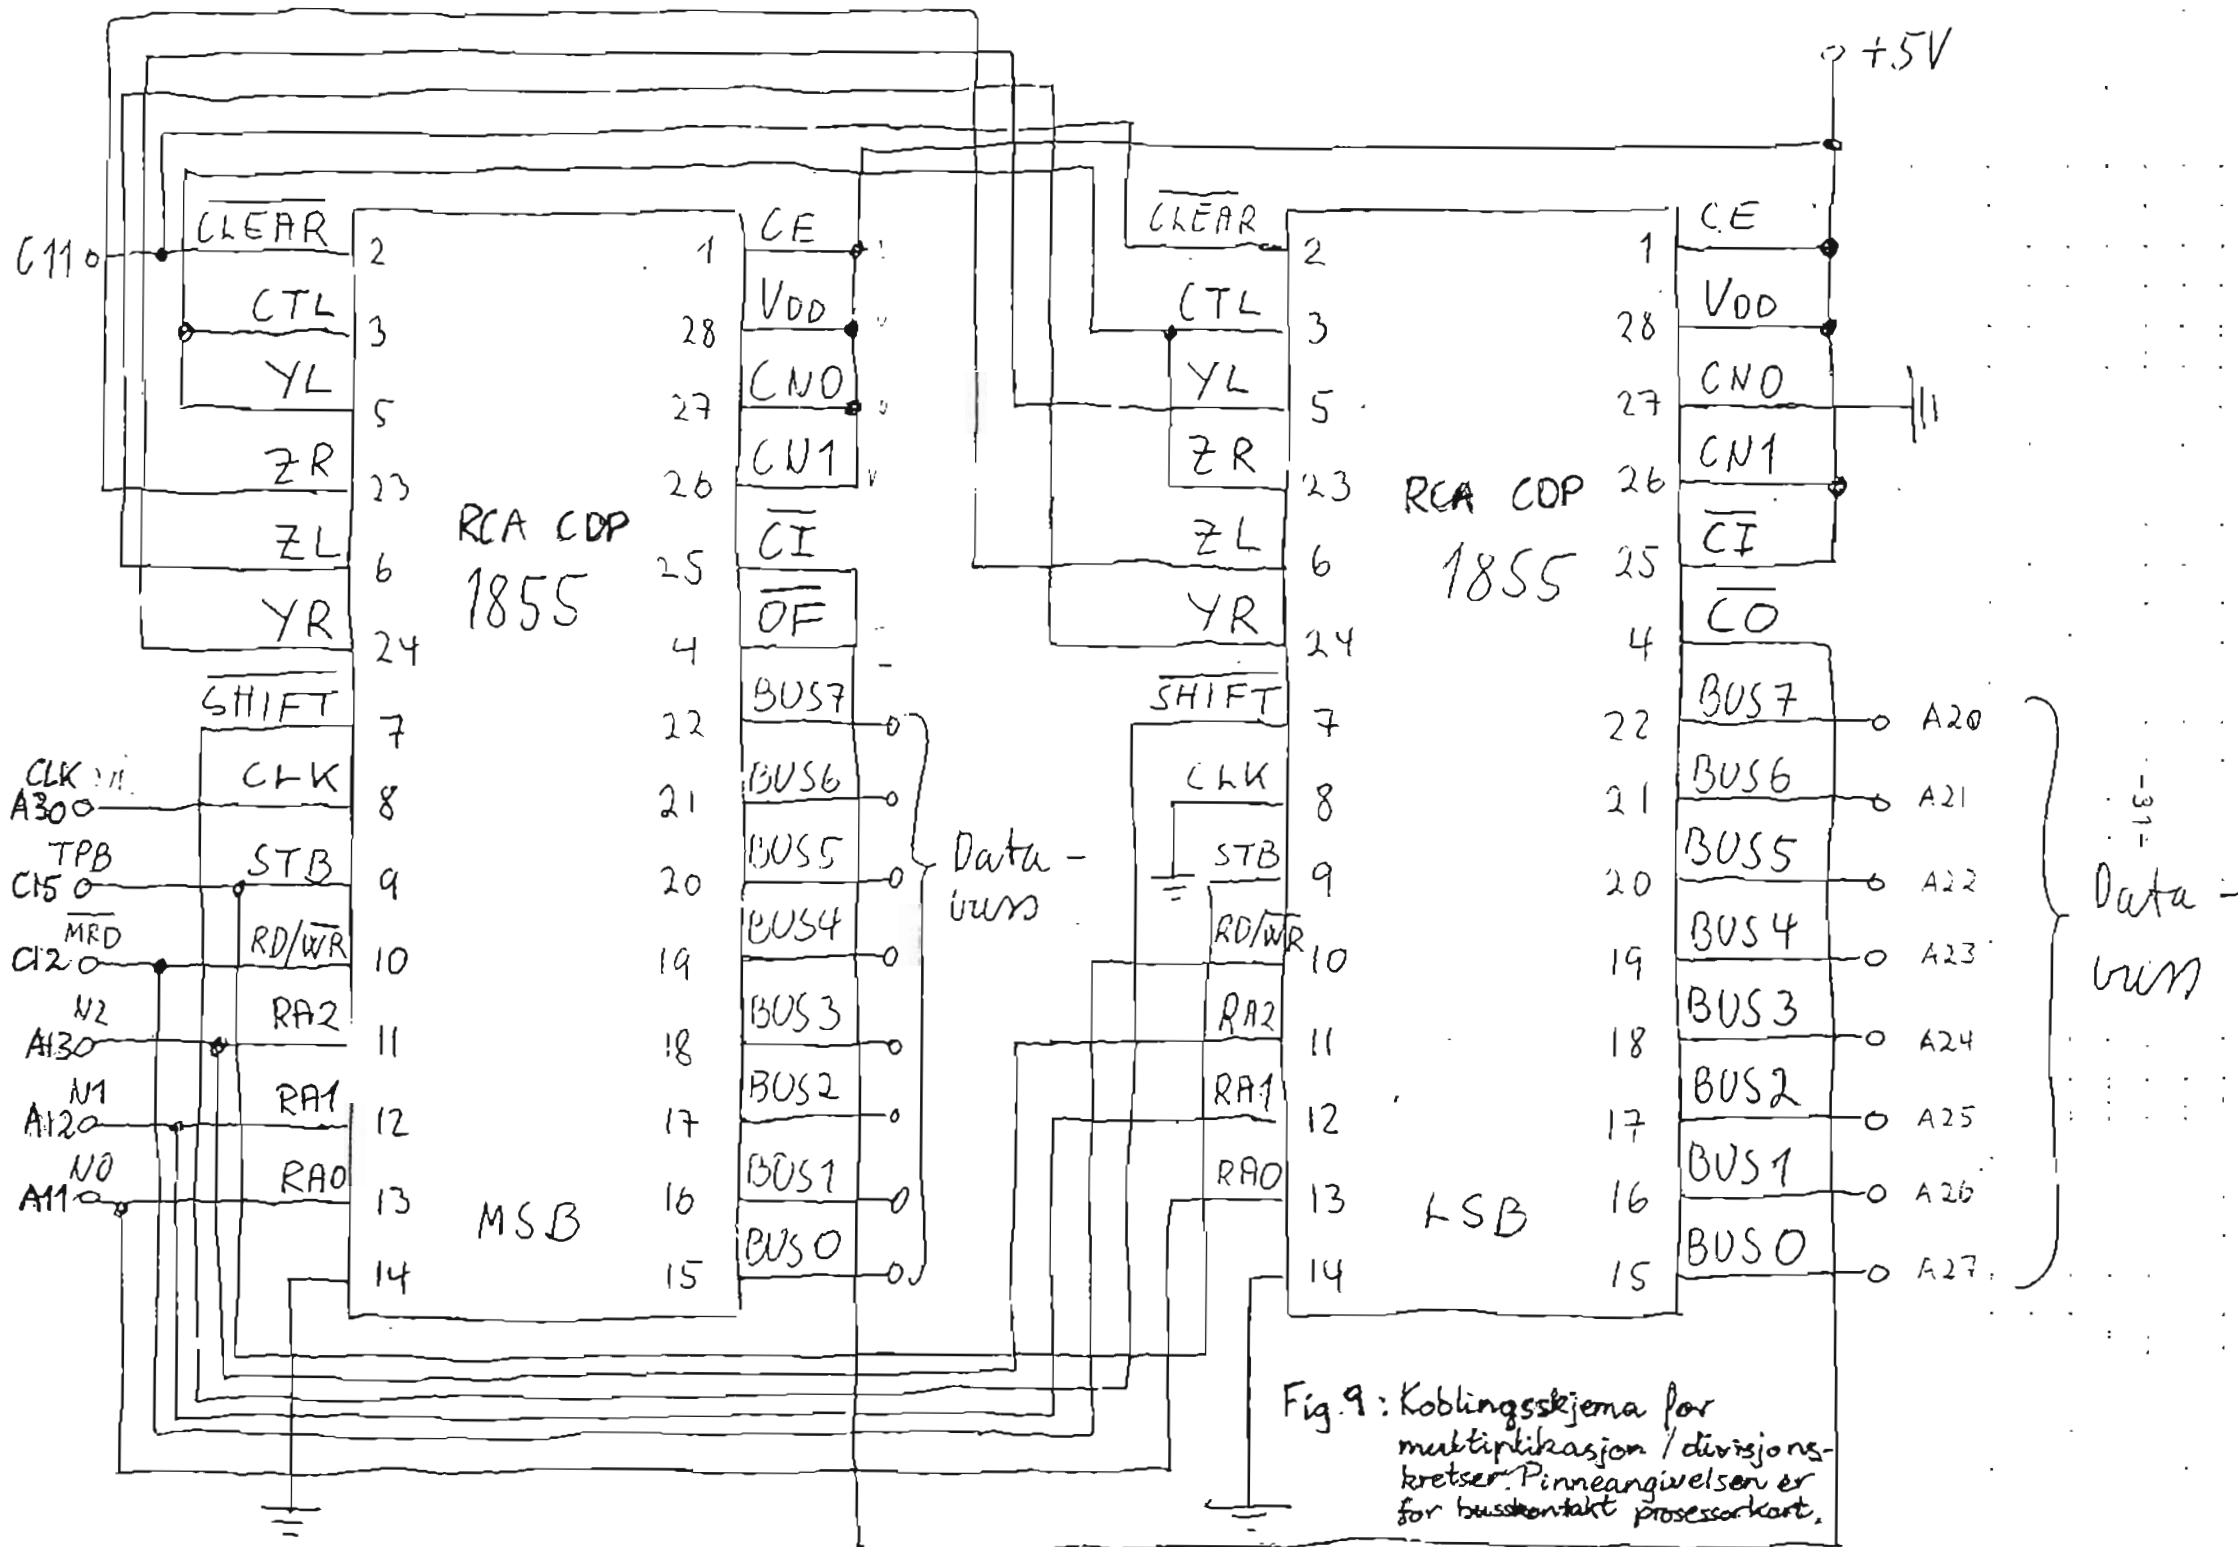 +5V
C11
CLEAR
2
CTL
3
YL
5
ZR
23
ZL
6
YR
24
SHIFT
7
CLK
A30
CLK
8
TPB
C15
STB
9
MRD
C12
RD/WR
10
N2
A13
RA2
11
N1
A12
RA1
12
N0
A11
RA0
13
14
RCA CDP
1855
MSB
CE
1
VDD
28
CN0
27
CN1
26
CI
25
OF
4
BUS7
22
BUS6
21
BUS5
20
BUS4
19
BUS3
18
BUS2
17
BUS1
16
BUS0
15
Data-
buss
CLEAR
2
CTL
3
YL
5
ZR
23
ZL
6
YR
24
SHIFT
7
CLK
8
STB
9
RD/WR
10
RA2
11
RA1
12
RA0
13
14
RCA CDP
1855
LSB
CE
1
VDD
28
CN0
27
CN1
26
CI
25
CO
4
BUS7
22
A20
BUS6
21
A21
BUS5
20
A22
BUS4
19
A23
BUS3
18
A24
BUS2
17
A25
BUS1
16
A26
BUS0
15
A27
Data-
buss
-31-
Fig. 9: Koblingsskjema for
multiplikasjon/divisjons-
kretser. Pinneangivelsen er
for busskontakt prosessorkort.